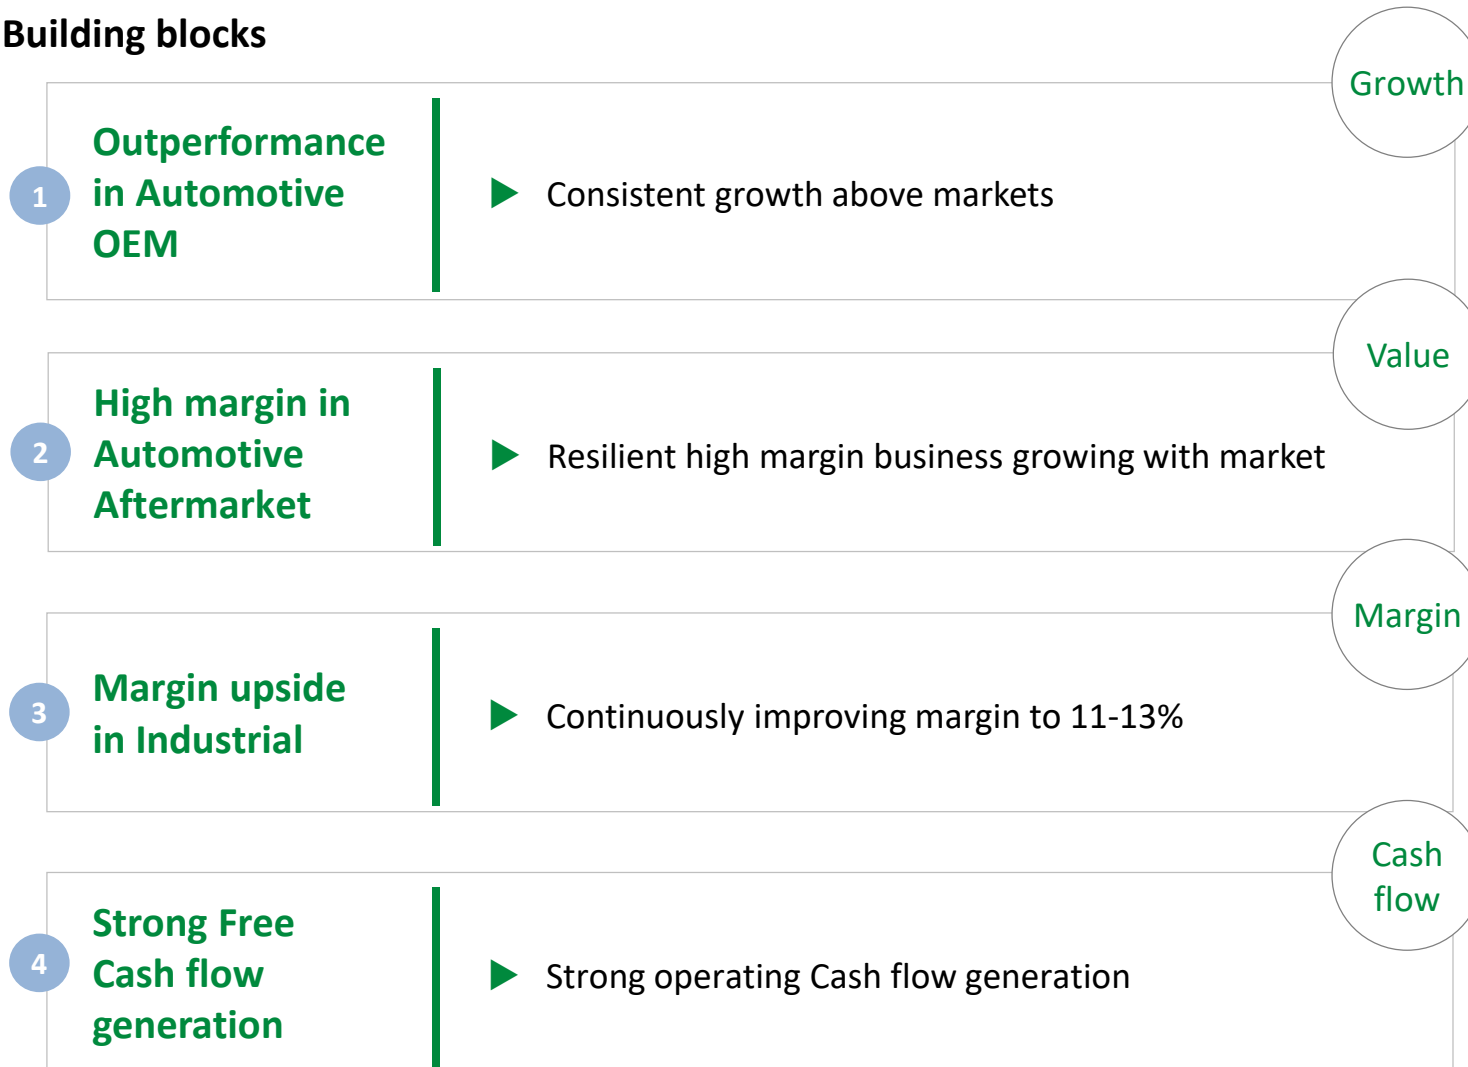 Building blocks
Growth
1
Outperformance
in Automotive
OEM
Consistent growth above markets
Value
2
High margin in
Automotive
Aftermarket
Resilient high margin business growing with market
Margin
3
Margin upside
in Industrial
Continuously improving margin to 11-13%
Cash
flow
4
Strong Free
Cash flow
generation
Strong operating Cash flow generation